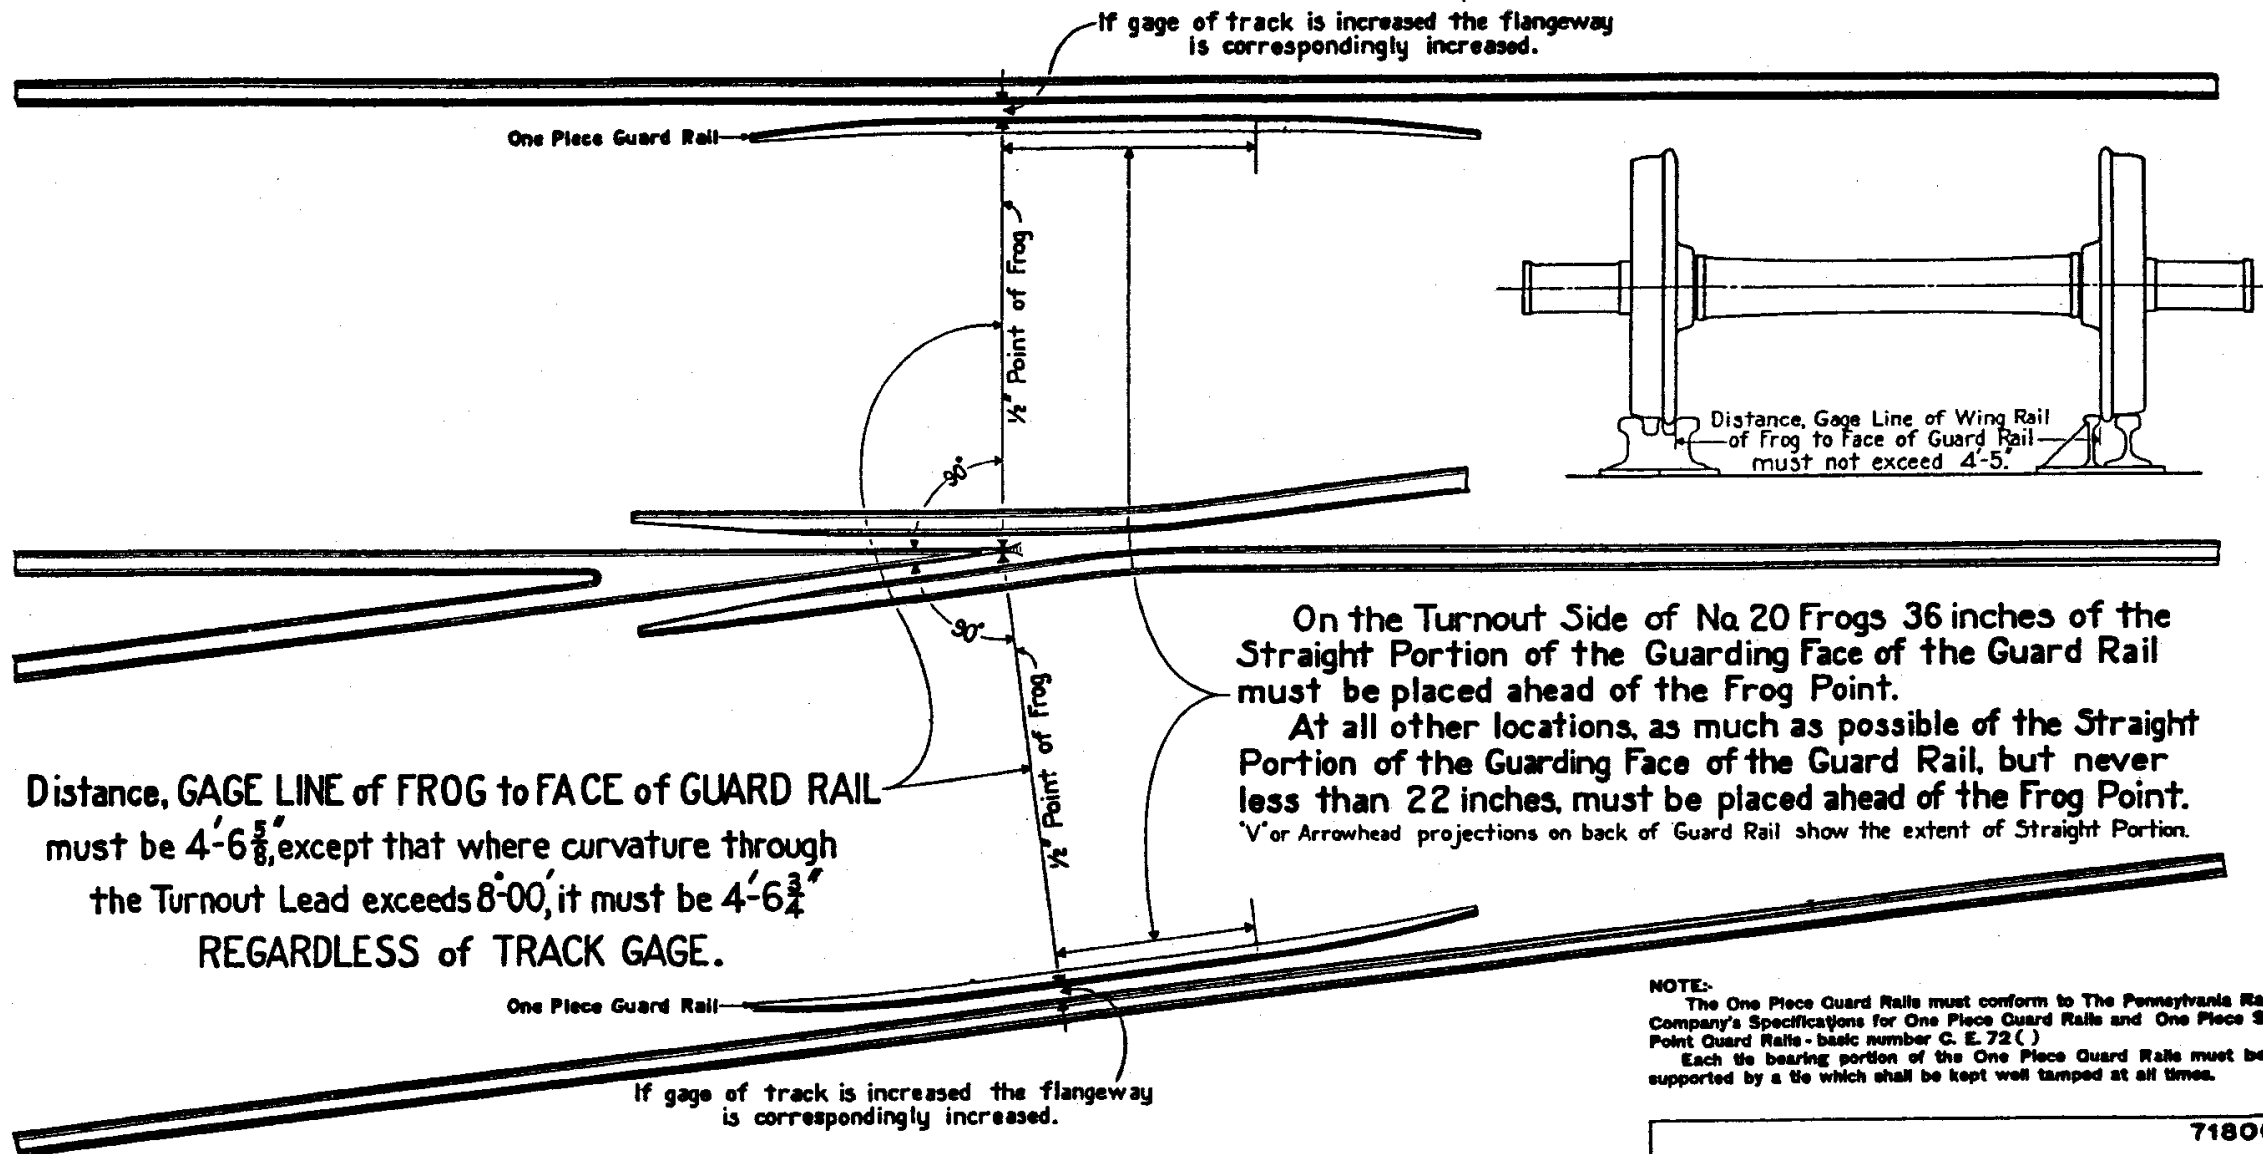 If gage of track is increased the flangeway
is correspondingly increased.
One Piece Guard Rail
½" Point of Frog
90°
Distance, Gage Line of Wing Rail
of Frog to Face of Guard Rail
must not exceed 4'-5"
90°
½" Point of Frog
On the Turnout Side of No. 20 Frogs 36 inches of the
Straight Portion of the Guarding Face of the Guard Rail
must be placed ahead of the Frog Point.
At all other locations, as much as possible of the Straight
Portion of the Guarding Face of the Guard Rail, but never
less than 22 inches, must be placed ahead of the Frog Point.
"V" or Arrowhead projections on back of Guard Rail show the extent of Straight Portion.
Distance, GAGE LINE of FROG to FACE of GUARD RAIL
must be 4'-6⅝", except that where curvature through
the Turnout Lead exceeds 8°-00', it must be 4'-6¾"
REGARDLESS of TRACK GAGE.
One Piece Guard Rail
If gage of track is increased the flangeway
is correspondingly increased.
NOTE:-
The One Piece Guard Rails must conform to The Pennsylvania
Company's Specifications for One Piece Guard Rails and One Piece
Point Guard Rails - basic number C. E. 72 ( )
Each tie bearing portion of the One Piece Guard Rails must be
supported by a tie which shall be kept well tamped at all times.
7180